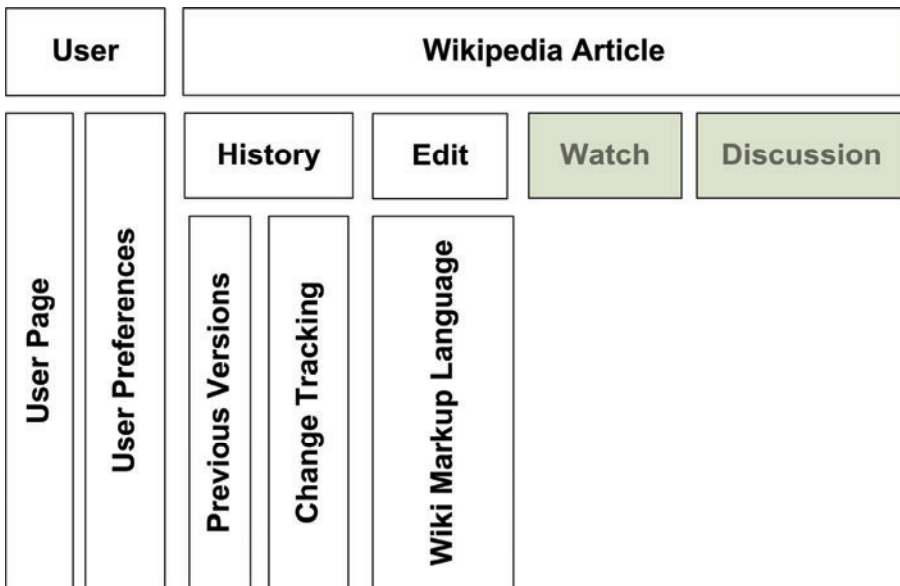 User
Wikipedia Article
History
Edit
Watch
Discussion
User Page
User Preferences
Previous Versions
Change Tracking
Wiki Markup Language